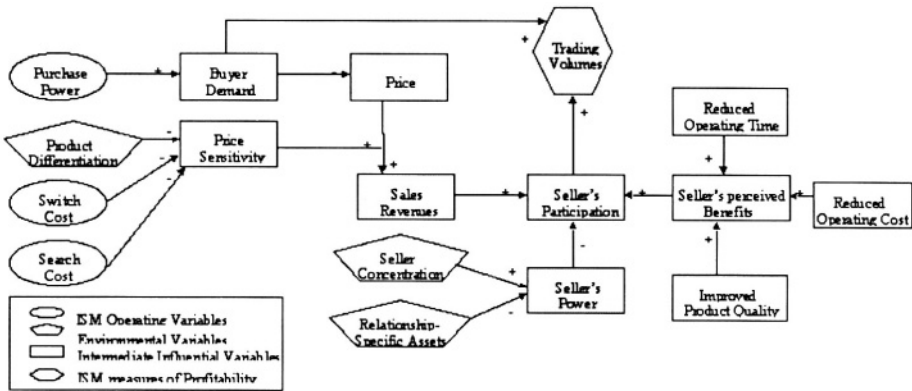 Purchase
Power
+
Buyer
Demand
-
Price
+
Trading
Volumes
Product
Differentiation
-
Price
Sensitivity
+
+
-
-
Switch
Cost
Search
Cost
Sales
Revenues
+
Seller's
Participation
+
+
Seller's perceived
Benefits
+
Reduced
Operating Time
+
Reduced
Operating Cost
+
Improved
Product Quality
Seller
Concentration
+
-
Seller's
Power
-
Relationship-
Specific Assets
ISM Operating Variables
Environmental Variables
Intermediate Influential Variables
ISM measures of Profitability